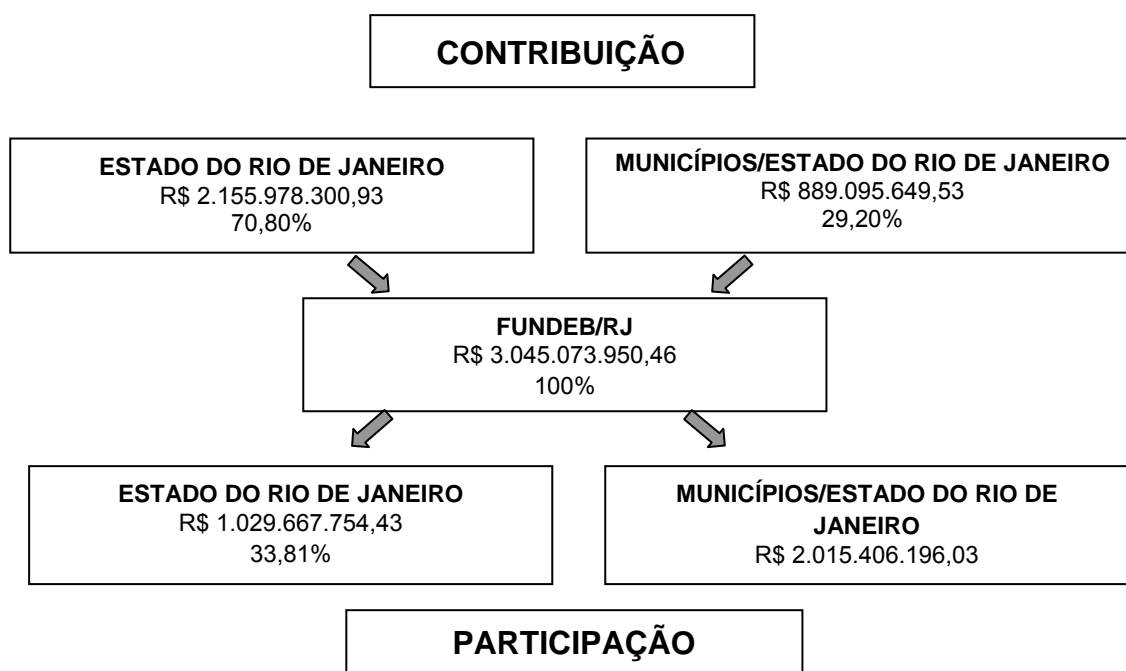 CONTRIBUIÇÃO
ESTADO DO RIO DE JANEIRO
R$ 2.155.978.300,93
70,80%
MUNICÍPIOS/ESTADO DO RIO DE JANEIRO
R$ 889.095.649,53
29,20%
FUNDEB/RJ
R$ 3.045.073.950,46
100%
ESTADO DO RIO DE JANEIRO
R$ 1.029.667.754,43
33,81%
MUNICÍPIOS/ESTADO DO RIO DE
JANEIRO
R$ 2.015.406.196,03
PARTICIPAÇÃO